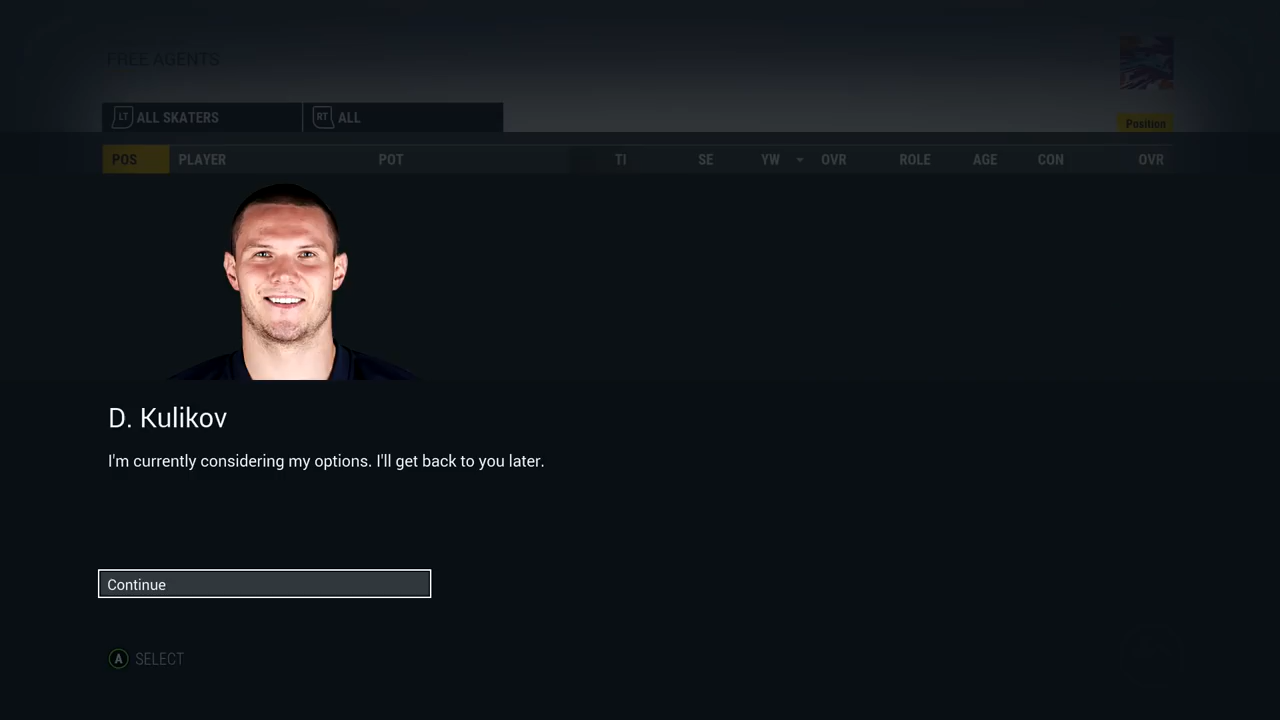 FREE AGENTS
LT ALL SKATERS RT ALL
Position
POS PLAYER POT TI SE YW OVR ROLE AGE CON OVR
D. Kulikov
I'm currently considering my options. I'll get back to you later.
Continue
A SELECT